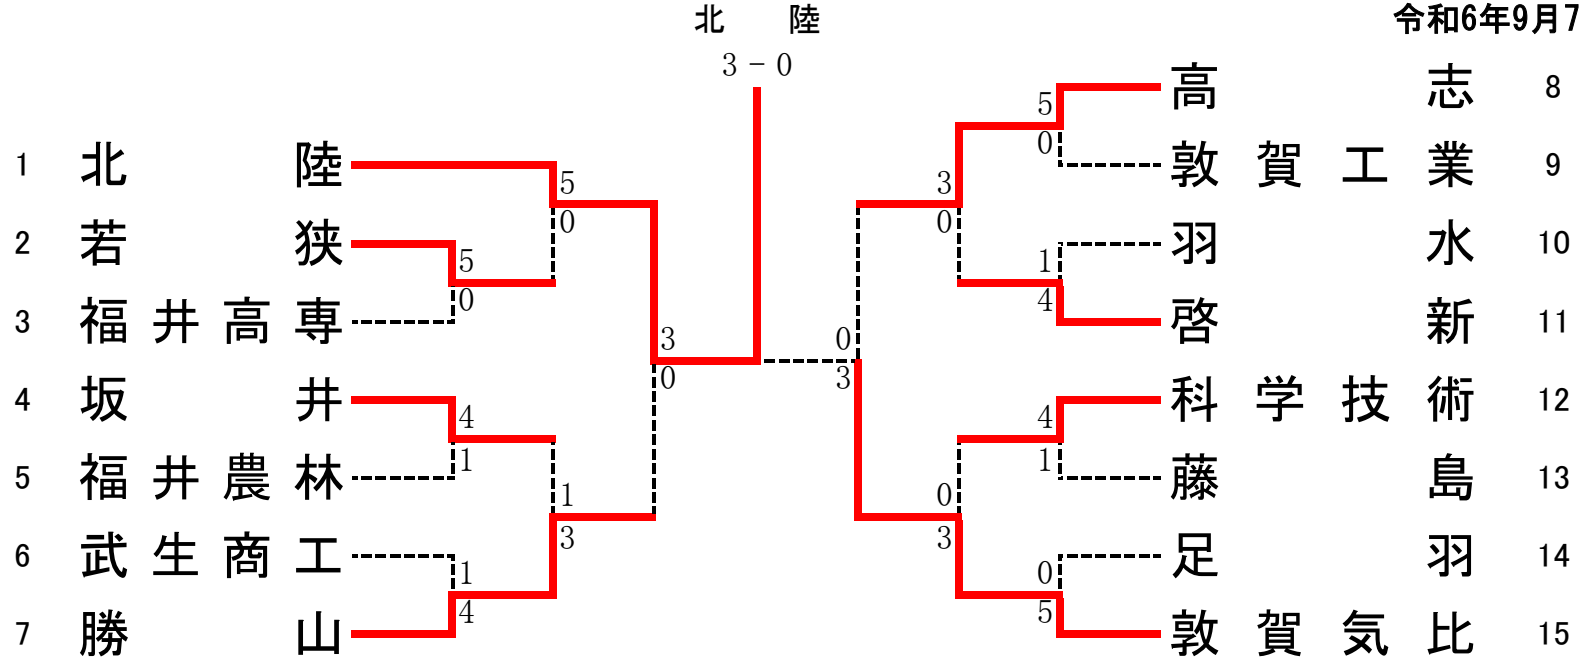 北 陸
令和6年9月7
3－0
高志 8
5
0
敦賀工業 9
1 北陸
5
3
0
0
2 若狭
羽水 10
5
1
0
4
3 福井高専
啓新 11
3
0
0
3
4 坂井
科学技術 12
4
4
1
1
5 福井農林
藤島 13
1
0
3
3
6 武生商工
足羽 14
1
0
4
5
7 勝山
敦賀気比 15